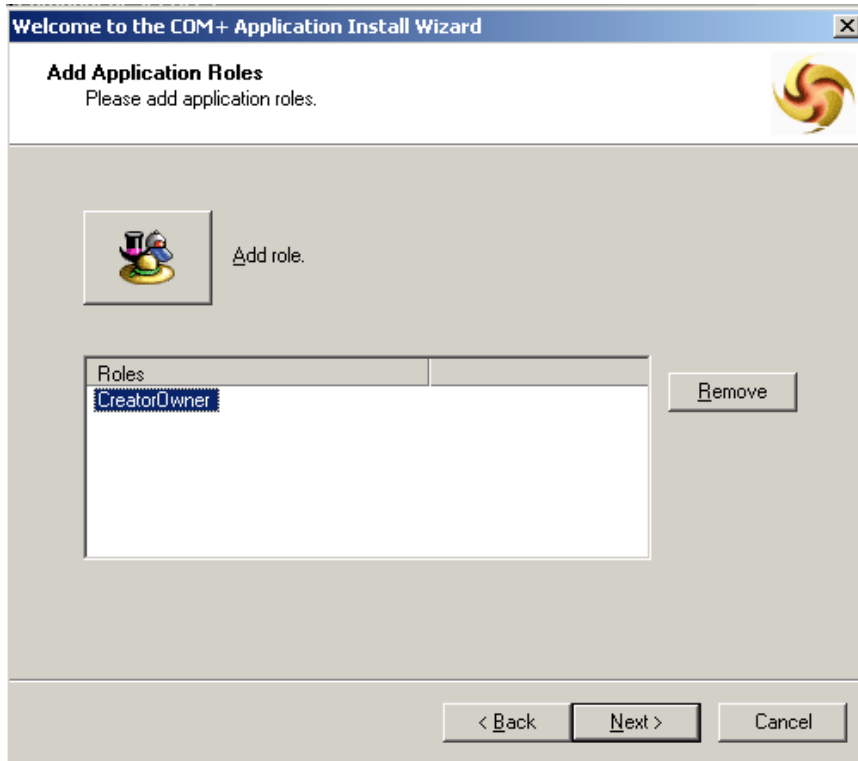 Welcome to the COM+ Application Install Wizard
Add Application Roles
Please add application roles.
Add role.
Roles
CreatorOwner
Remove
< Back
Next >
Cancel